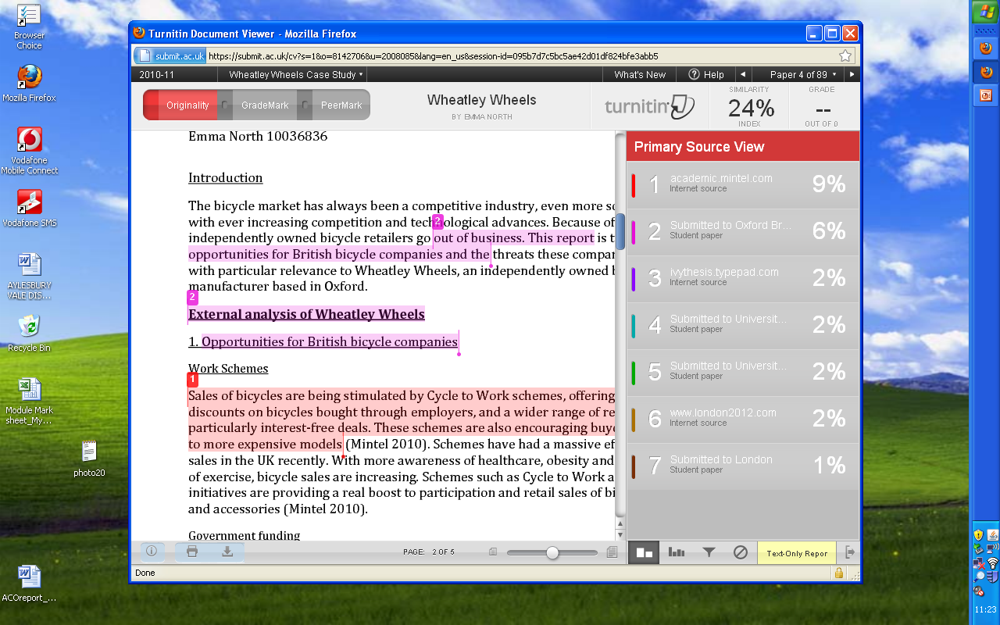 Browser
Choice
Mozilla Firefox
Vodafone
Mobile Connect
Vodafone SMS
AYLESBURY
VALE DIS...
Recycle Bin
Module Mark
sheet_My...
photo20
ACOreport_...
Turnitin Document Viewer - Mozilla Firefox
submit.ac.uk https://submit.ac.uk/cv?s=1&o=8142706&u=2008085&lang=en_us&session-id=095b7d7c5bc5ae42d01df824bfe3abb5
2010-11 Wheatley Wheels Case Study What's New Help Paper 4 of 89
Originality GradeMark PeerMark
Wheatley Wheels
BY EMMA NORTH
turnitin
SIMILARITY
24%
INDEX
GRADE
--
OUT OF 0
Emma North 10036836
Introduction
The bicycle market has always been a competitive industry, even more so
with ever increasing competition and technological advances. Because of
2
independently owned bicycle retailers go out of business. This report is t
opportunities for British bicycle companies and the threats these compan
with particular relevance to Wheatley Wheels, an independently owned b
manufacturer based in Oxford.
2
External analysis of Wheatley Wheels
1. Opportunities for British bicycle companies
Work Schemes
1
Sales of bicycles are being stimulated by Cycle to Work schemes, offering
discounts on bicycles bought through employers, and a wider range of re
particularly interest-free deals. These schemes are also encouraging buye
to more expensive models (Mintel 2010). Schemes have had a massive ef
sales in the UK recently. With more awareness of healthcare, obesity and
of exercise, bicycle sales are increasing. Schemes such as Cycle to Work a
initiatives are providing a real boost to participation and retail sales of bi
and accessories (Mintel 2010).
Government funding
Primary Source View
1 academic.mintel.com 9%
Internet source
2 Submitted to Oxford Br... 6%
Student paper
3 ivythesis.typepad.com 2%
Internet source
4 Submitted to Universit... 2%
Student paper
5 Submitted to Universit... 2%
Student paper
6 www.london2012.com 2%
Internet source
7 Submitted to London 1%
Student paper
PAGE: 2 OF 5
Text-Only Repor
Done
11:23